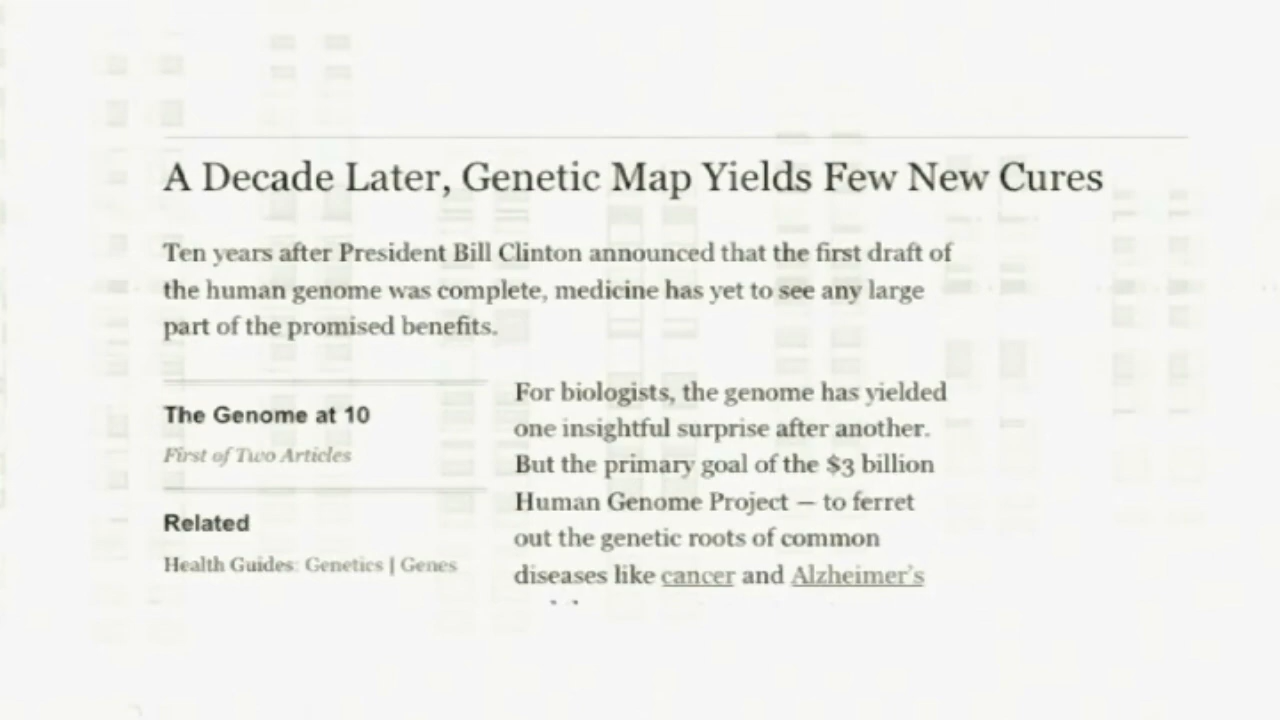 A Decade Later, Genetic Map Yields Few New Cures
Ten years after President Bill Clinton announced that the first draft of
the human genome was complete, medicine has yet to see any large
part of the promised benefits.
The Genome at 10
First of Two Articles
Related
Health Guides: Genetics | Genes
For biologists, the genome has yielded
one insightful surprise after another.
But the primary goal of the $3 billion
Human Genome Project — to ferret
out the genetic roots of common
diseases like cancer and Alzheimer's